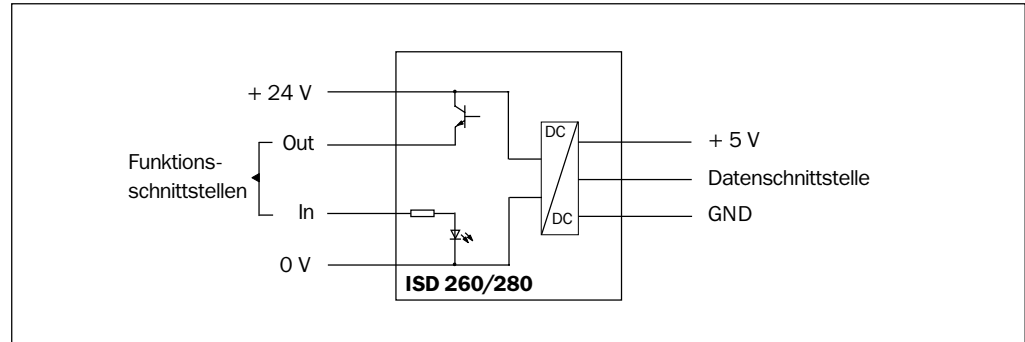 + 24 V
Out
Funktions-
schnittstellen
In
0 V
DC
DC
+ 5 V
Datenschnittstelle
GND
ISD 260/280